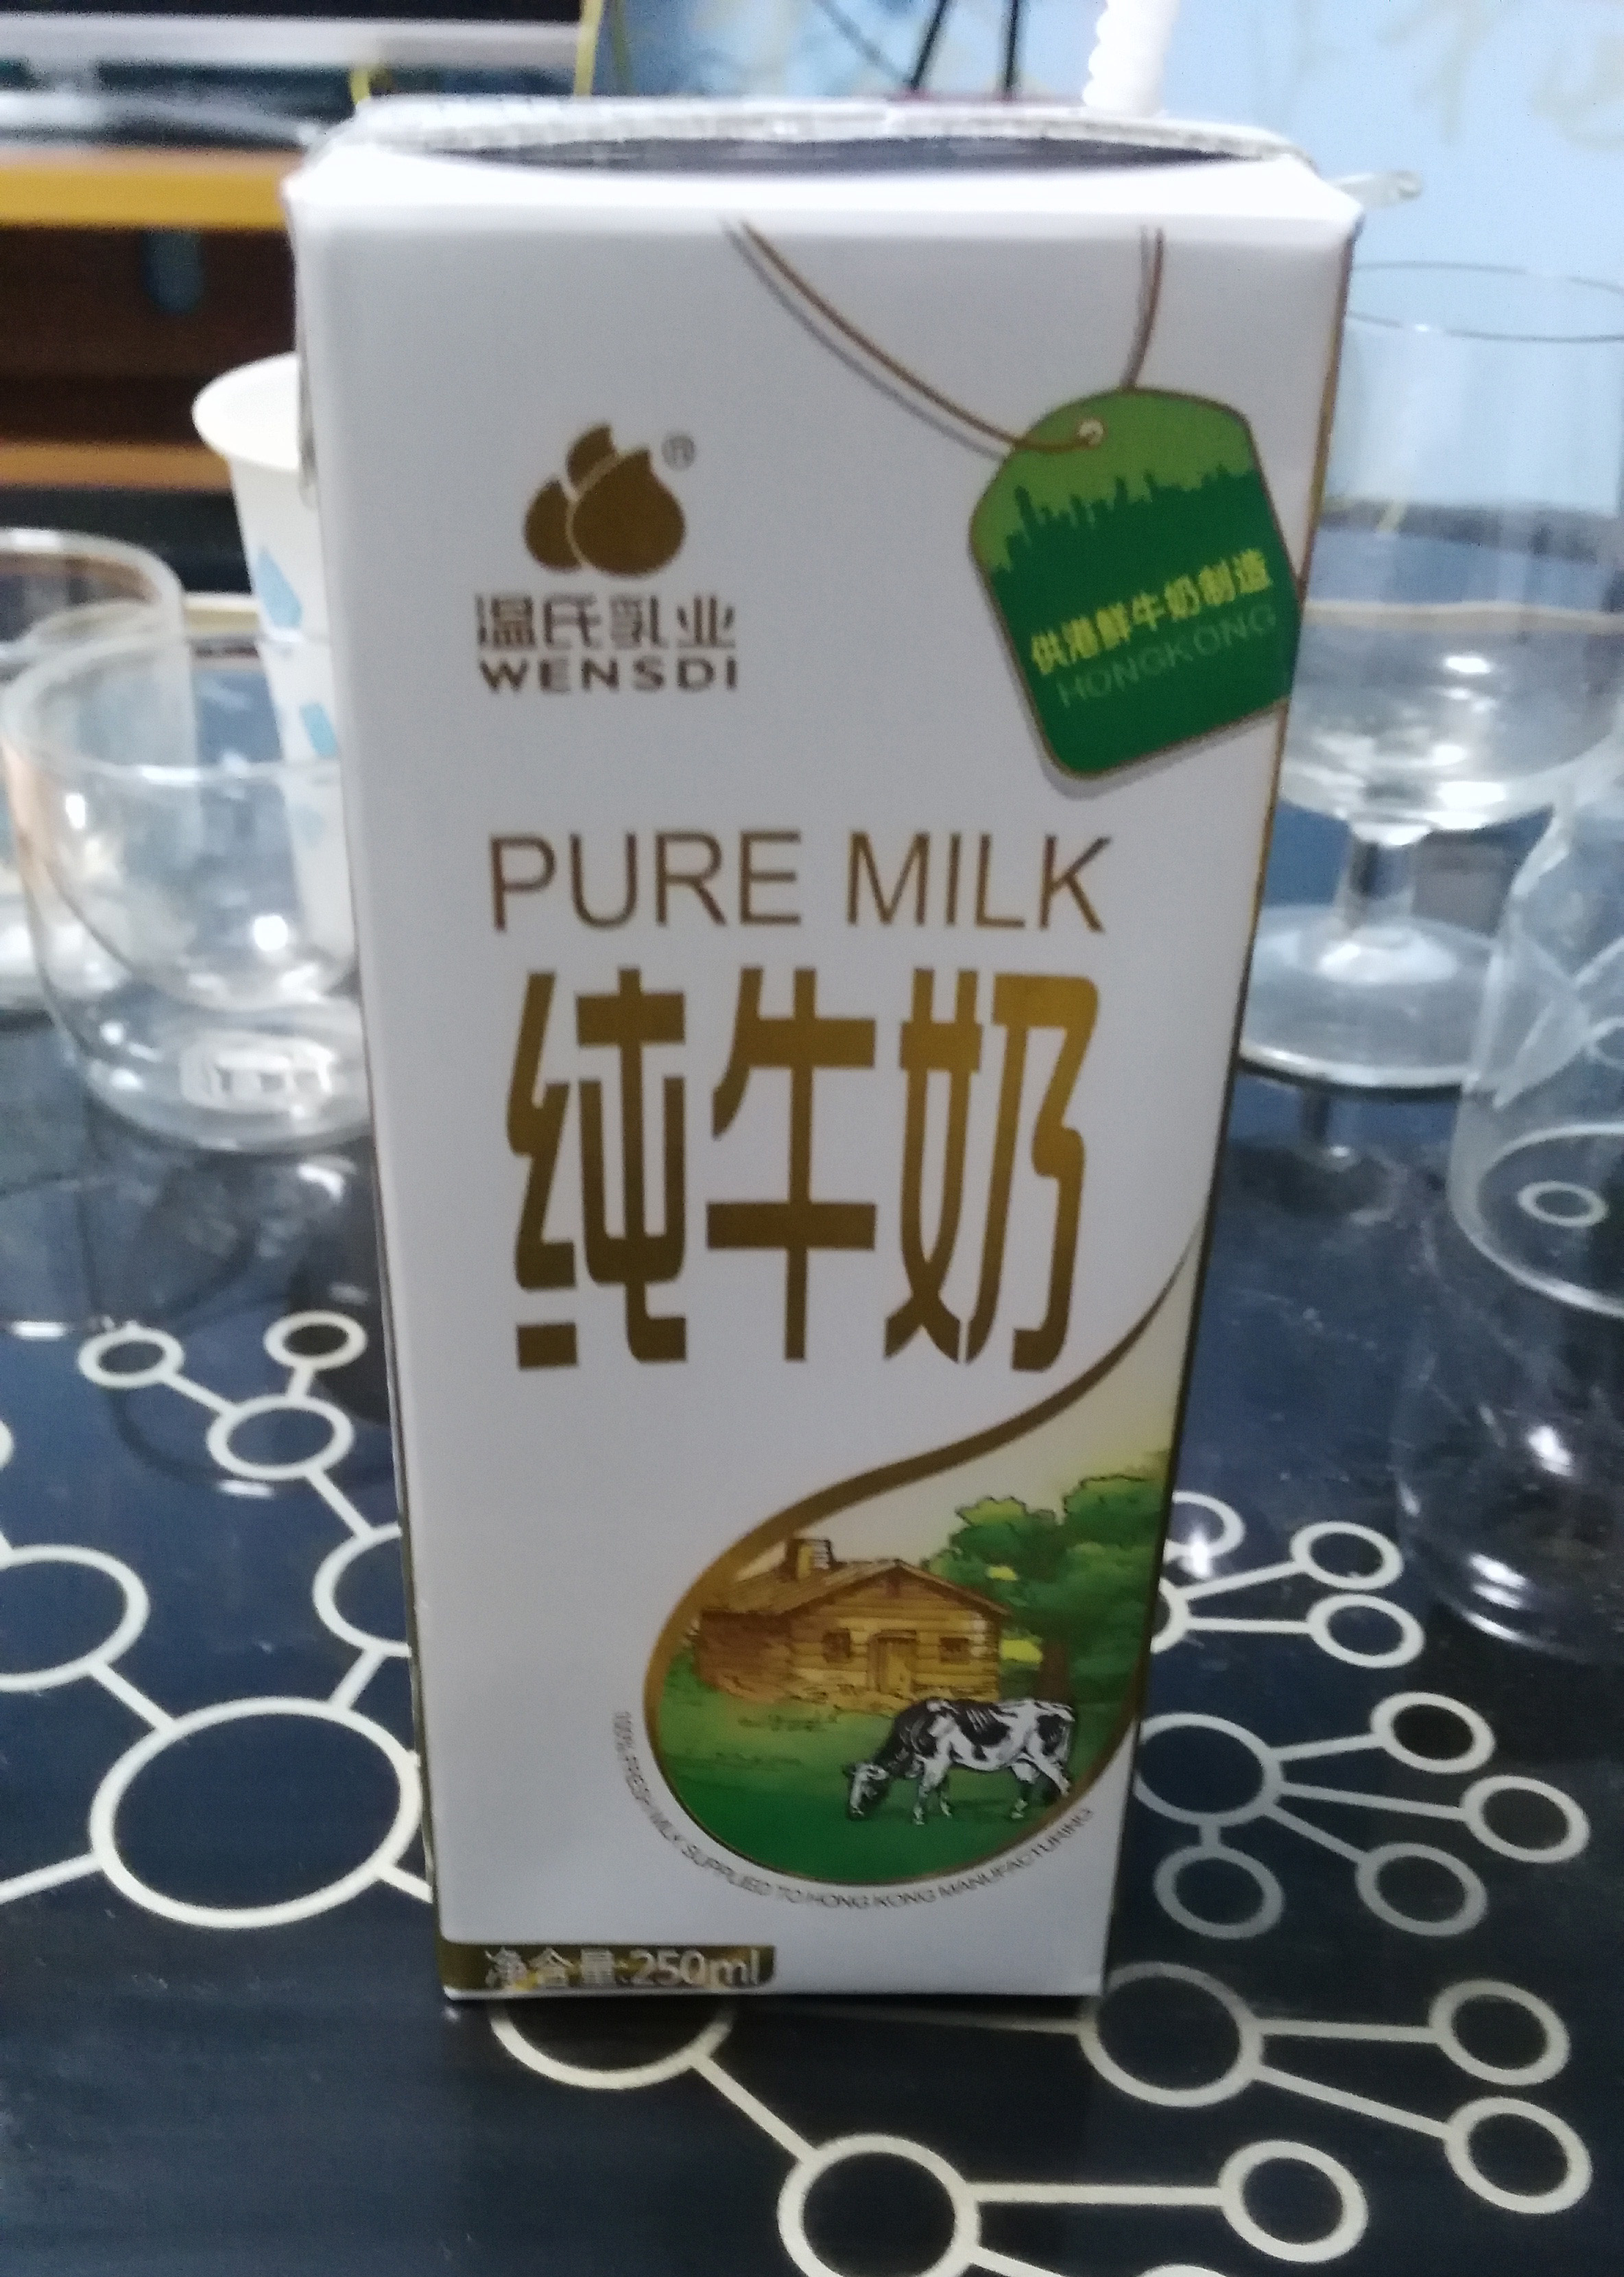 ®
温氏乳业
WENSDI
供港鲜牛奶制造
HONGKONG
PURE MILK
纯牛奶
100% FRESH MILK SUPPLIED TO HONG KONG MANUFACTURING
净含量:250ml